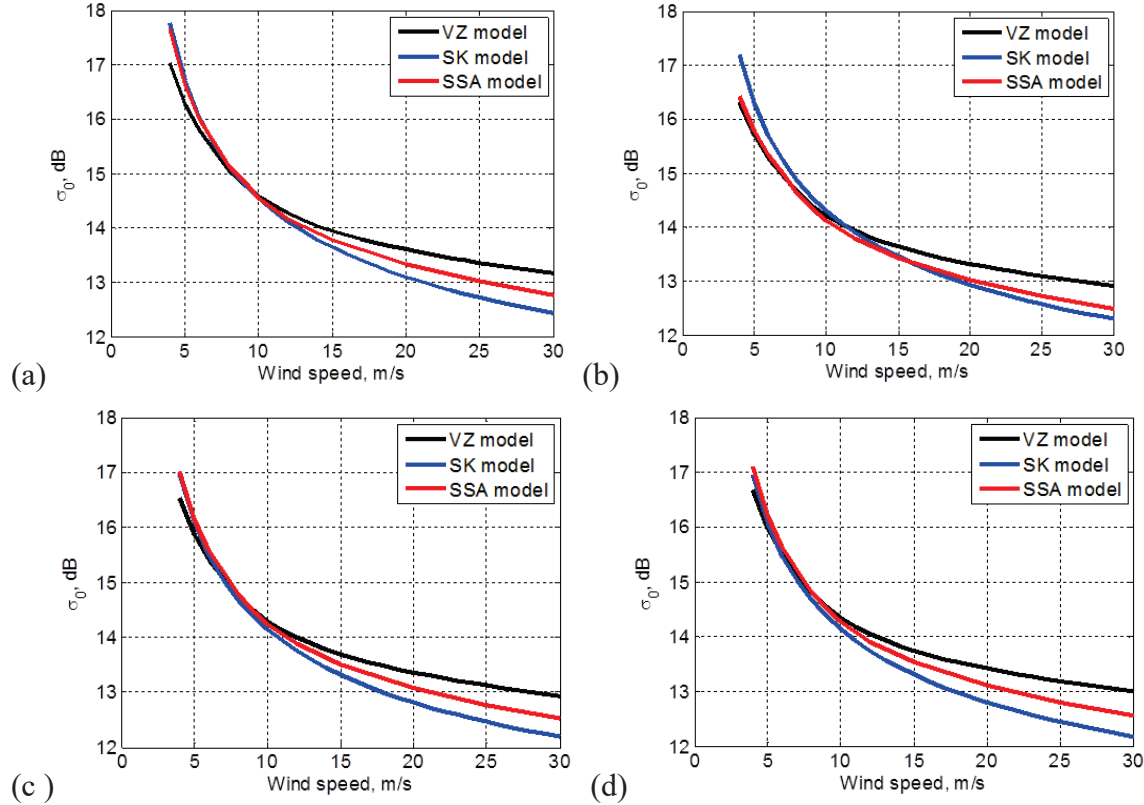 18
17
16
15
14
13
12
σ0, dB
0 5 10 15 20 25 30
Wind speed, m/s
VZ model
SK model
SSA model
(a)
18
17
16
15
14
13
12
σ0, dB
0 5 10 15 20 25 30
Wind speed, m/s
VZ model
SK model
SSA model
(b)
18
17
16
15
14
13
12
σ0, dB
0 5 10 15 20 25 30
Wind speed, m/s
VZ model
SK model
SSA model
(c )
18
17
16
15
14
13
12
σ0, dB
0 5 10 15 20 25 30
Wind speed, m/s
VZ model
SK model
SSA model
(d)